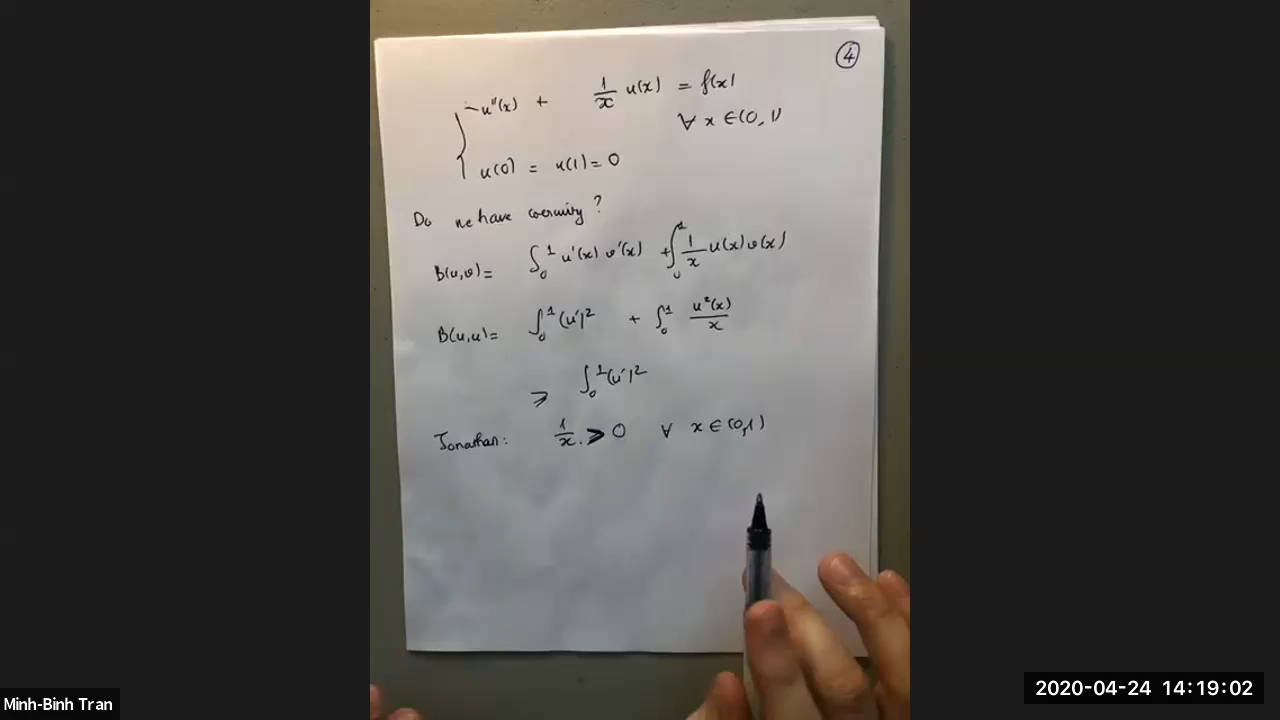 ④
-u''(x) + 1/x u(x) = f(x)
∀ x ∈ (0,1)
u(0) = u(1) = 0
Do we have coercivity?
B(u,v) = ∫₀¹ u'(x) v'(x) + ∫₀¹ 1/x u(x) v(x)
B(u,u) = ∫₀¹ (u')² + ∫₀¹ u²(x)/x
≥ ∫₀¹ (u')²
Jonathan: 1/x ≥ 0 ∀ x ∈ (0,1)
Minh-Binh Tran
2020-04-24 14:19:02